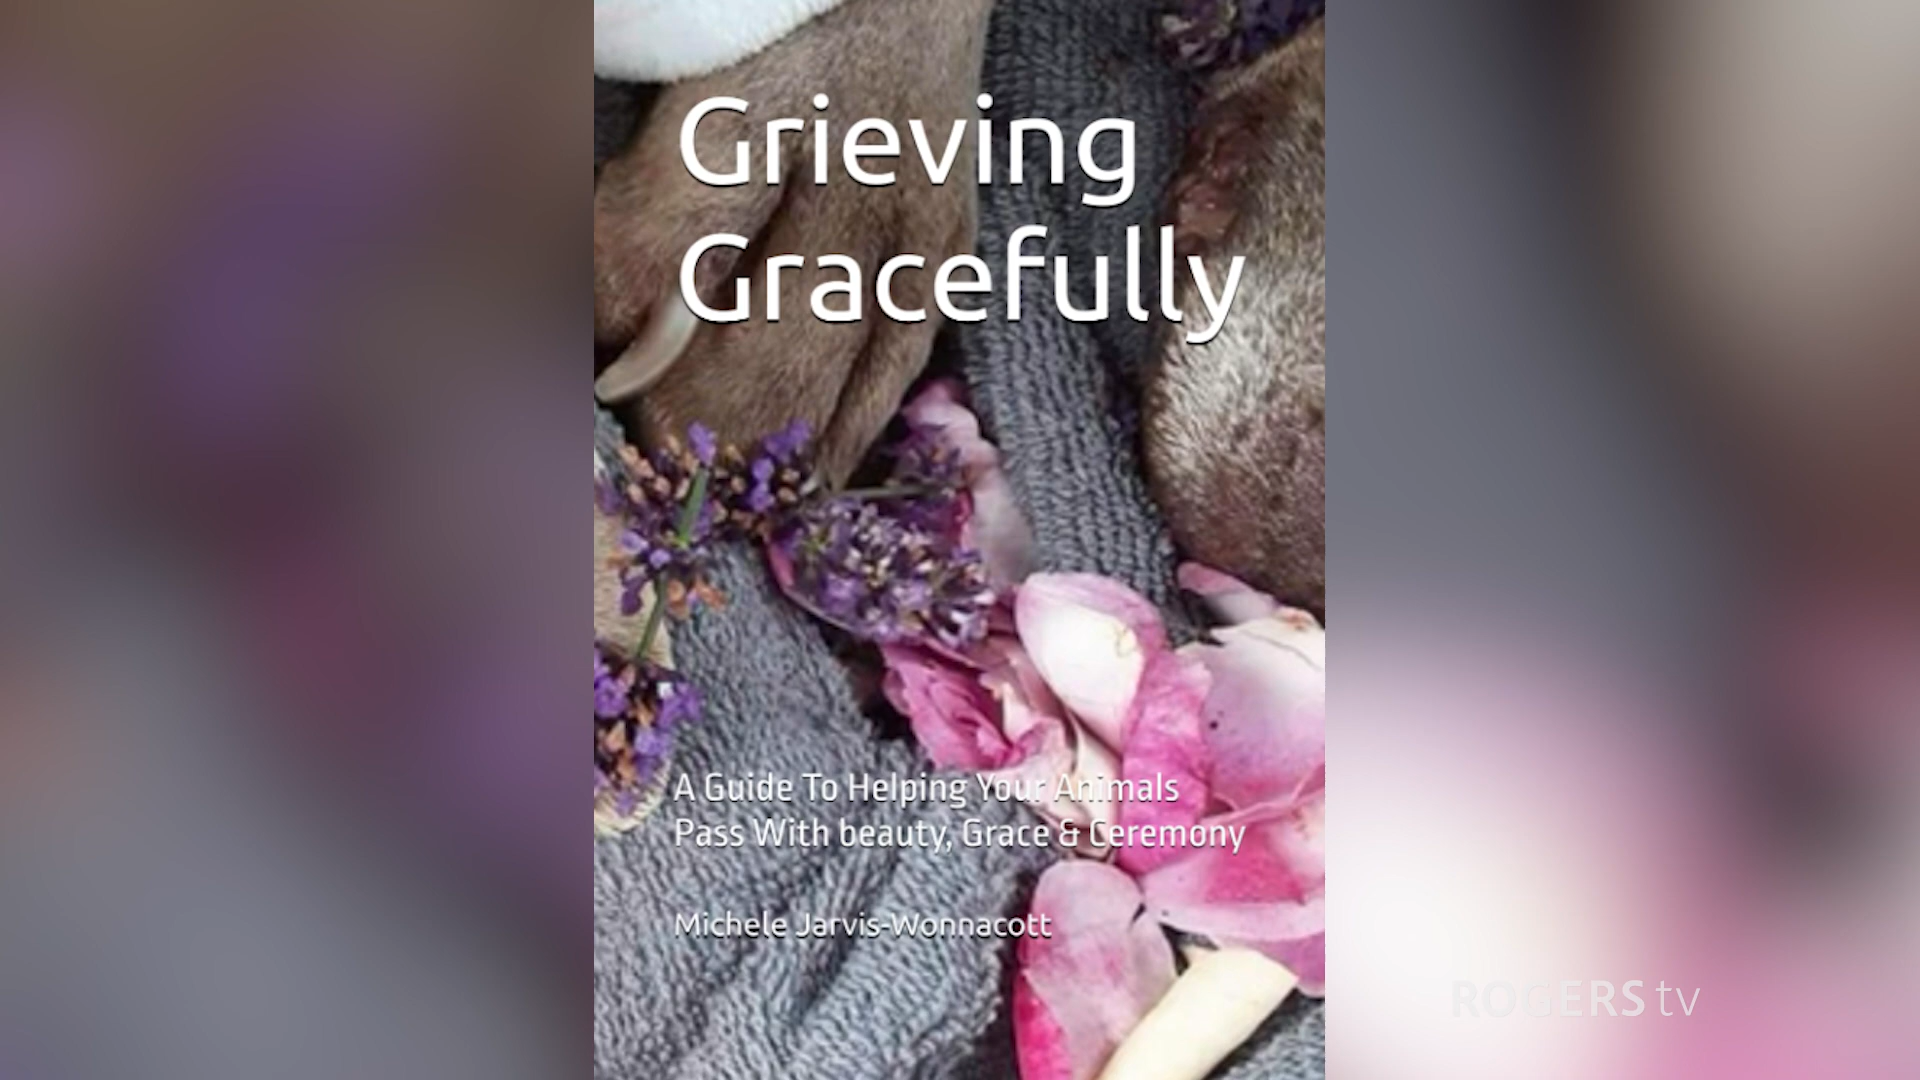 Grieving
Gracefully
A Guide To Helping Your Animals
Pass With beauty, Grace & Ceremony
Michele Jarvis-Wonnacott
ROGERS tv